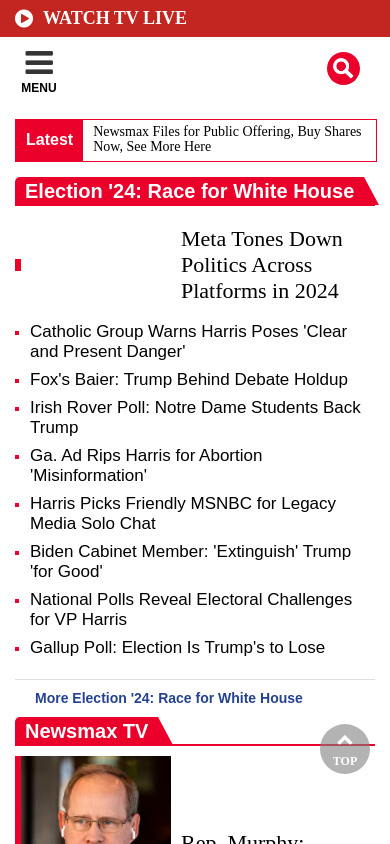 WATCH TV LIVE
MENU
Latest
Newsmax Files for Public Offering, Buy Shares
Now, See More Here
Election '24: Race for White House
Meta Tones Down
Politics Across
Platforms in 2024
Catholic Group Warns Harris Poses 'Clear
and Present Danger'
Fox's Baier: Trump Behind Debate Holdup
Irish Rover Poll: Notre Dame Students Back
Trump
Ga. Ad Rips Harris for Abortion
'Misinformation'
Harris Picks Friendly MSNBC for Legacy
Media Solo Chat
Biden Cabinet Member: 'Extinguish' Trump
'for Good'
National Polls Reveal Electoral Challenges
for VP Harris
Gallup Poll: Election Is Trump's to Lose
More Election '24: Race for White House
Newsmax TV
TOP
Rep. Murphy: